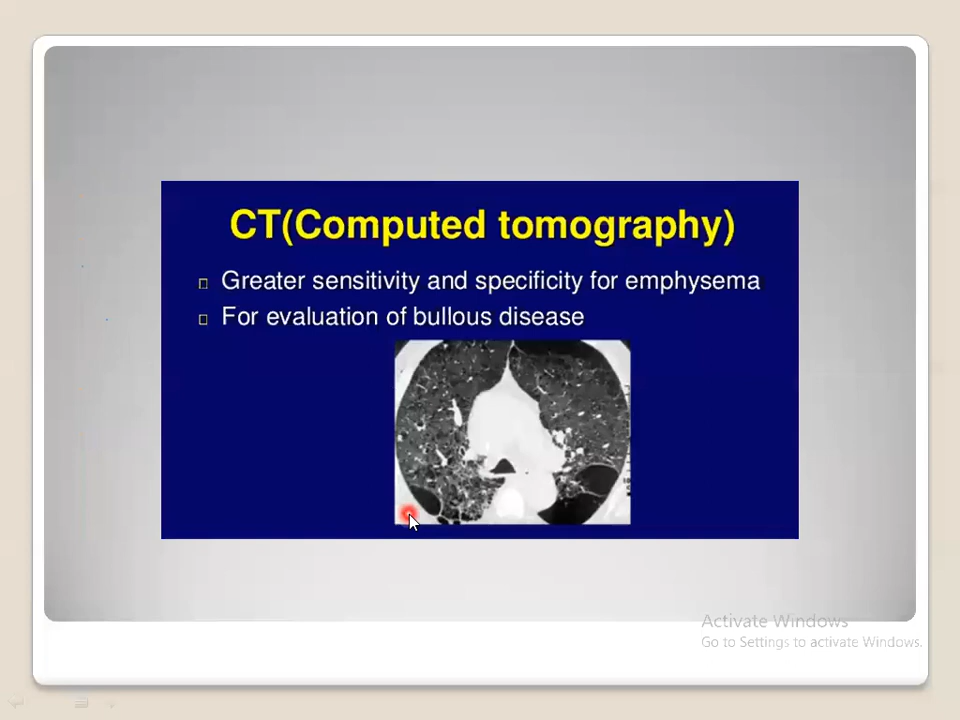 CT(Computed tomography)
Greater sensitivity and specificity for emphysema
For evaluation of bullous disease
Activate Windows
Go to Settings to activate Windows.